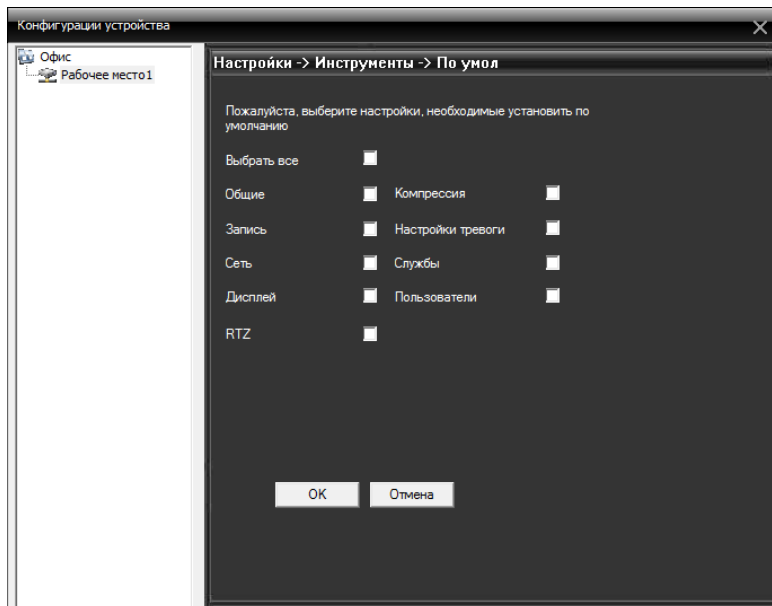 Конфигурации устройства
Офис
Рабочее место1
Настройки -> Инструменты -> По умол
Пожалуйста, выберите настройки, необходимые установить по
умолчанию
Выбрать все
Общие Компрессия
Запись Настройки тревоги
Сеть Службы
Дисплей Пользователи
RTZ
OK Отмена